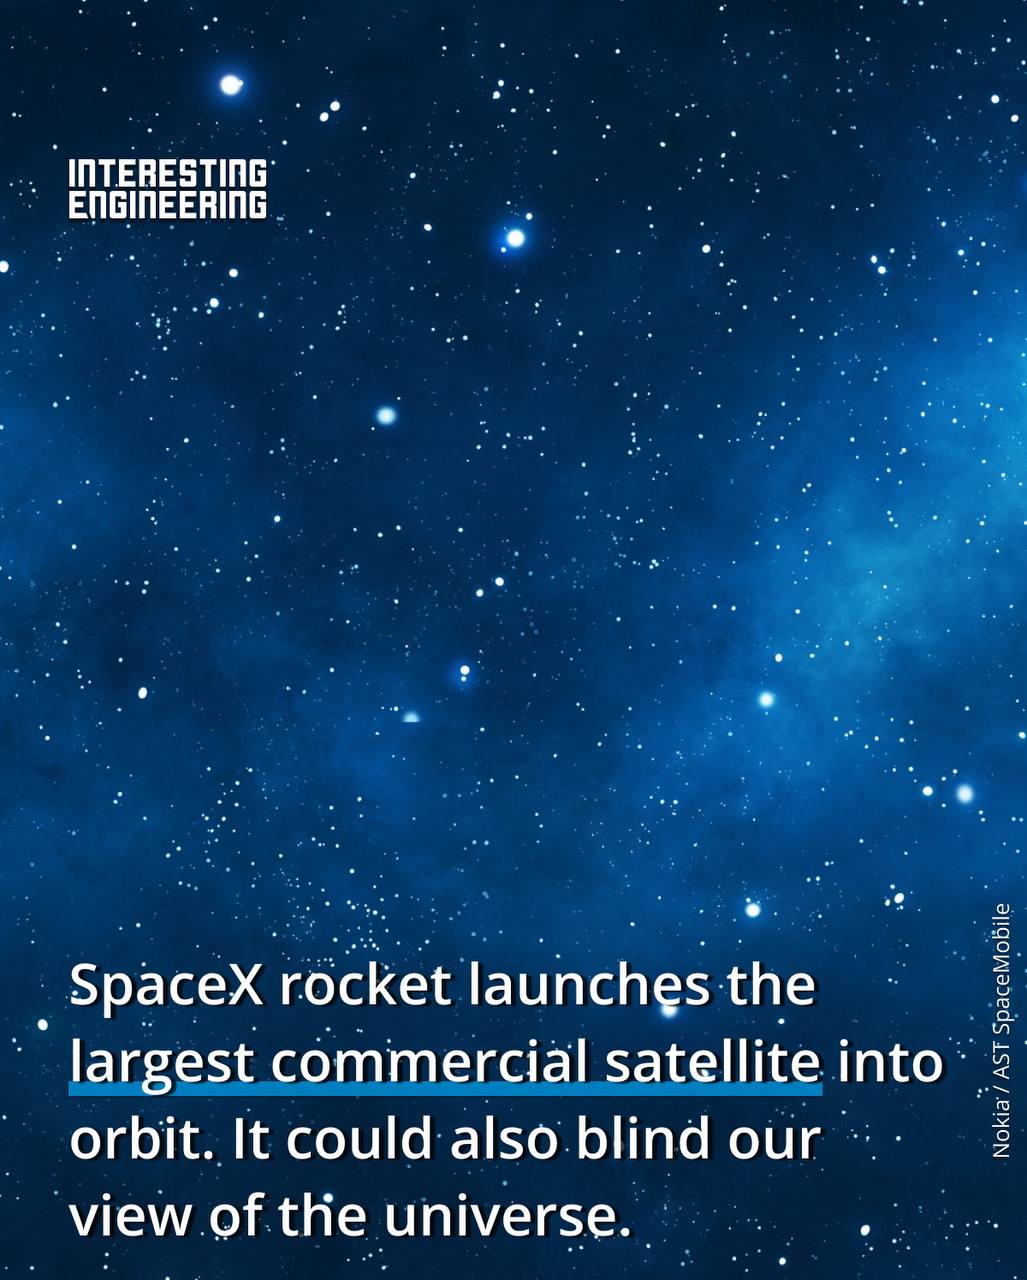 INTERESTING
ENGINEERING
SpaceX rocket launches the
largest commercial satellite into
orbit. It could also blind our
view of the universe.
Nokia / AST SpaceMobile